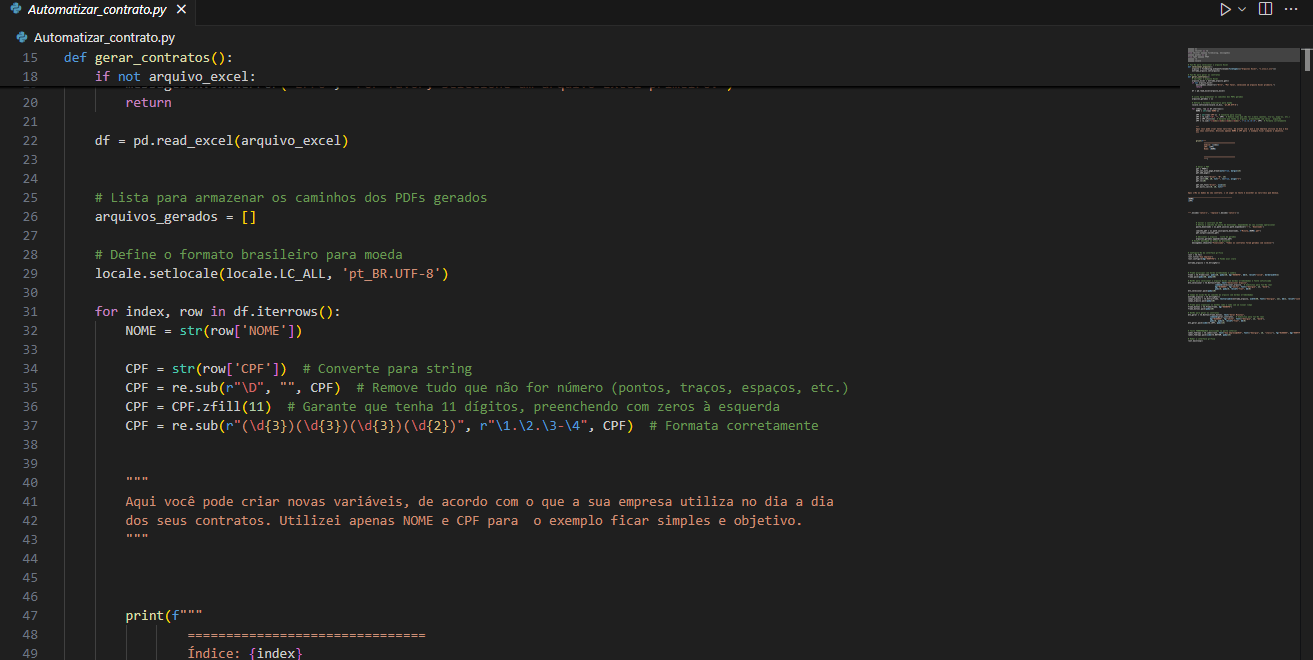 Automatizar_contrato.py
Automatizar_contrato.py
15 def gerar_contratos():
18 if not arquivo_excel:
20 return
21
22 df = pd.read_excel(arquivo_excel)
23
24
25 # Lista para armazenar os caminhos dos PDFs gerados
26 arquivos_gerados = []
27
28 # Define o formato brasileiro para moeda
29 locale.setlocale(locale.LC_ALL, 'pt_BR.UTF-8')
30
31 for index, row in df.iterrows():
32 NOME = str(row['NOME'])
33
34 CPF = str(row['CPF']) # Converte para string
35 CPF = re.sub(r"\D", "", CPF) # Remove tudo que não for número (pontos, traços, espaços, etc.)
36 CPF = CPF.zfill(11) # Garante que tenha 11 dígitos, preenchendo com zeros à esquerda
37 CPF = re.sub(r"(\d{3})(\d{3})(\d{3})(\d{2})", r"\1.\2.\3-\4", CPF) # Formata corretamente
38
39
40 """
41 Aqui você pode criar novas variáveis, de acordo com o que a sua empresa utiliza no dia a dia
42 dos seus contratos. Utilizei apenas NOME e CPF para  o exemplo ficar simples e objetivo.
43 """
44
45
46
47 print(f"""
48 ===============================
49 Índice: {index}